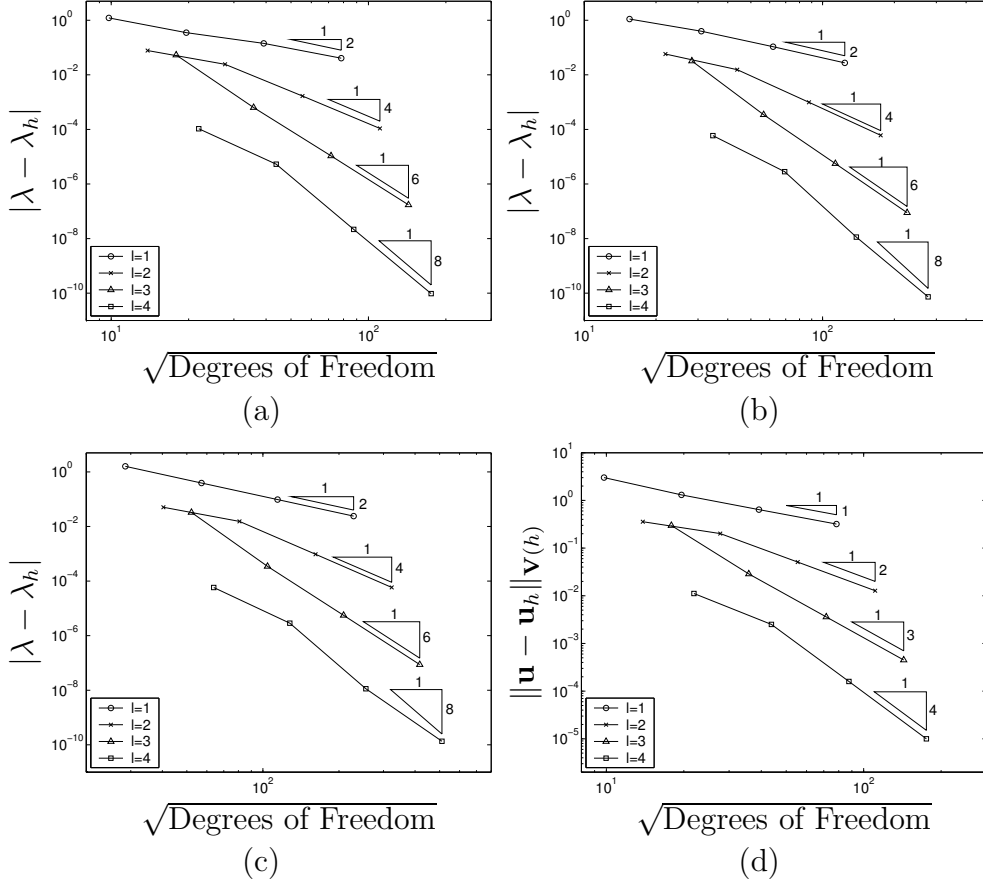 10^0
10^{-2}
10^{-4}
10^{-6}
10^{-8}
10^{-10}
|λ − λ_h|
1
2
1
4
1
6
1
8
l=1
l=2
l=3
l=4
10^1
10^2
√Degrees of Freedom
(a)
10^0
10^{-2}
10^{-4}
10^{-6}
10^{-8}
10^{-10}
|λ − λ_h|
1
2
1
4
1
6
1
8
l=1
l=2
l=3
l=4
10^1
10^2
√Degrees of Freedom
(b)
10^0
10^{-2}
10^{-4}
10^{-6}
10^{-8}
10^{-10}
|λ − λ_h|
1
2
1
4
1
6
1
8
l=1
l=2
l=3
l=4
10^2
√Degrees of Freedom
(c)
10^1
10^0
10^{-1}
10^{-2}
10^{-3}
10^{-4}
10^{-5}
‖u − u_h‖_{V(h)}
1
1
1
2
1
3
1
4
l=1
l=2
l=3
l=4
10^1
10^2
√Degrees of Freedom
(d)